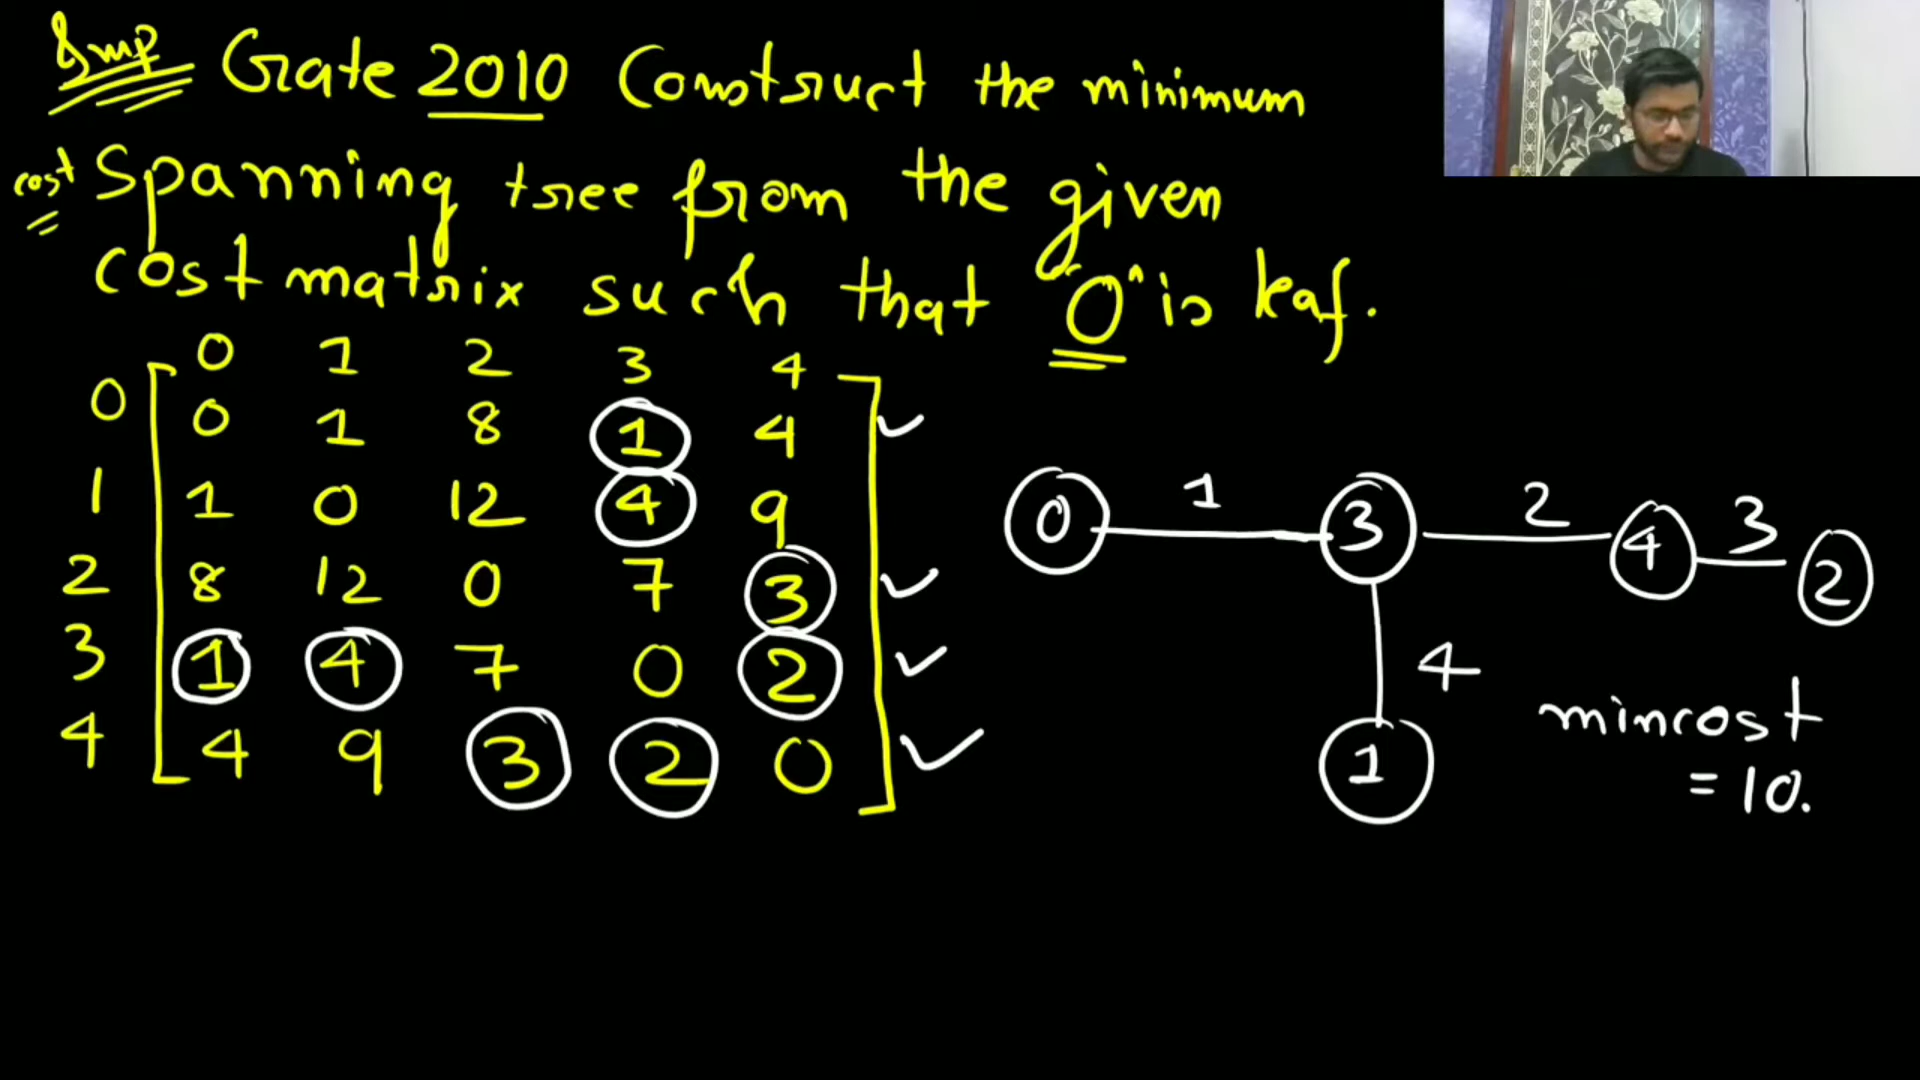 Imp Gate 2010 Construct the minimum
cost Spanning tree from the given
cost matrix such that "0" is leaf.
0 1 2 3 4
0 0 1 8 1 4
1 1 0 12 4 9
2 8 12 0 7 3
3 1 4 7 0 2
4 4 9 3 2 0
0 1 3 2 4 3 2
4
1
mincost
= 10.